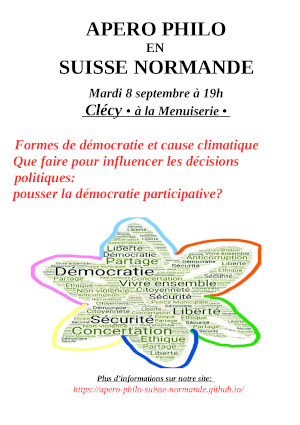 APERO PHILO
EN
SUISSE NORMANDE
Mardi 8 septembre à 19h
Clécy • à la Menuiserie •
Formes de démocratie et cause climatique
Que faire pour influencer les décisions
politiques:
pousser la démocratie participative?
Liberté
Démocratie
Partage
Démocratie
Vivre ensemble
Anticorruption
Liberté
Sécurité
Ethique
Concertation
Vivre ensemble
Partage
Citoyenneté
Ethique
Non violence
Sécurité
Citoyenneté
Liberté
Sécurité
Concertation
Ethique
Partage
Liberté
Plus d'informations sur notre site:
https://apero-philo-suisse-normande.github.io/